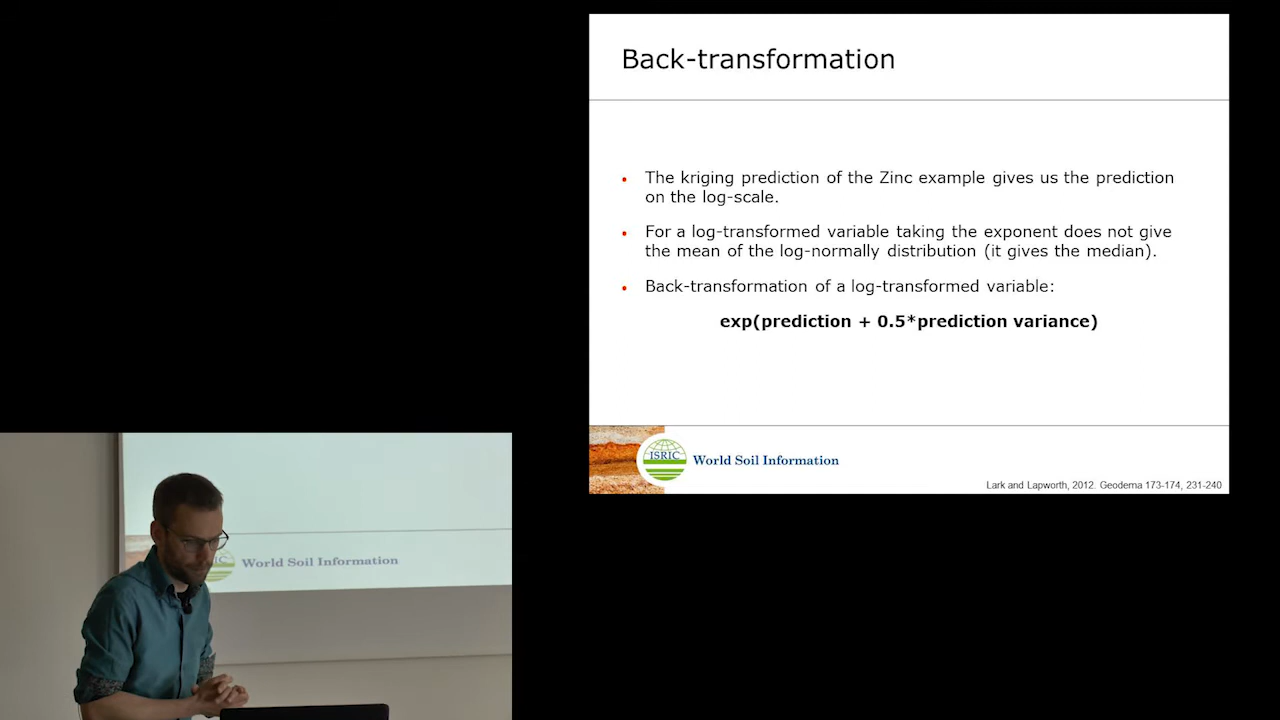 Back-transformation
The kriging prediction of the Zinc example gives us the prediction
on the log-scale.
For a log-transformed variable taking the exponent does not give
the mean of the log-normally distribution (it gives the median).
Back-transformation of a log-transformed variable:
exp(prediction + 0.5*prediction variance)
ISRIC World Soil Information
Lark and Lapworth, 2012. Geoderma 173-174, 231-240
RIC World Soil Information